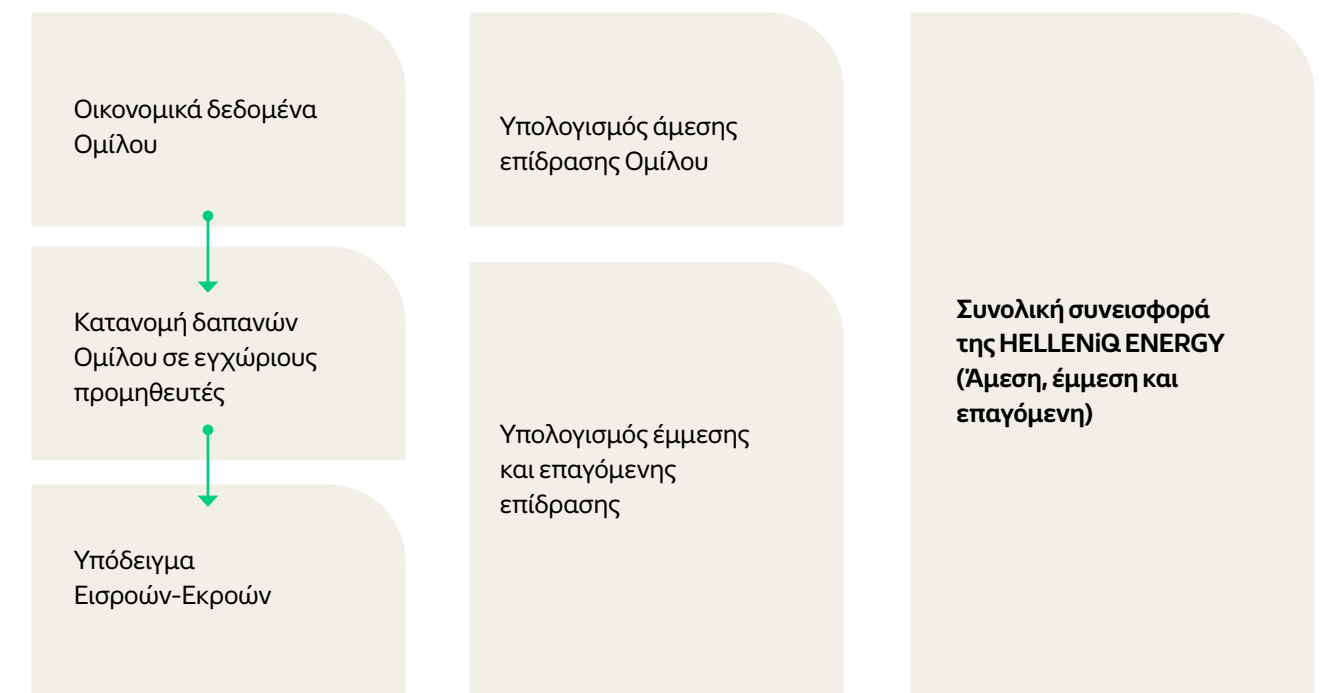 Οικονομικά δεδομένα
Ομίλου
Κατανομή δαπανών
Ομίλου σε εγχώριους
προμηθευτές
Υπόδειγμα
Εισροών-Εκροών
Υπολογισμός άμεσης
επίδρασης Ομίλου
Υπολογισμός έμμεσης
και επαγόμενης
επίδρασης
Συνολική συνεισφορά
της HELLENiQ ENERGY
(Άμεση, έμμεση και
επαγόμενη)